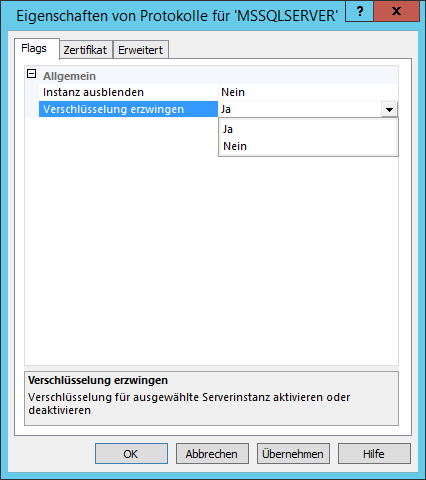 Eigenschaften von Protokolle für 'MSSQLSERVER'
? x
Flags Zertifikat Erweitert
Allgemein
Instanz ausblenden Nein
Verschlüsselung erzwingen Ja
Ja
Nein
Verschlüsselung erzwingen
Verschlüsselung für ausgewählte Serverinstanz aktivieren oder
deaktivieren
OK Abbrechen Übernehmen Hilfe